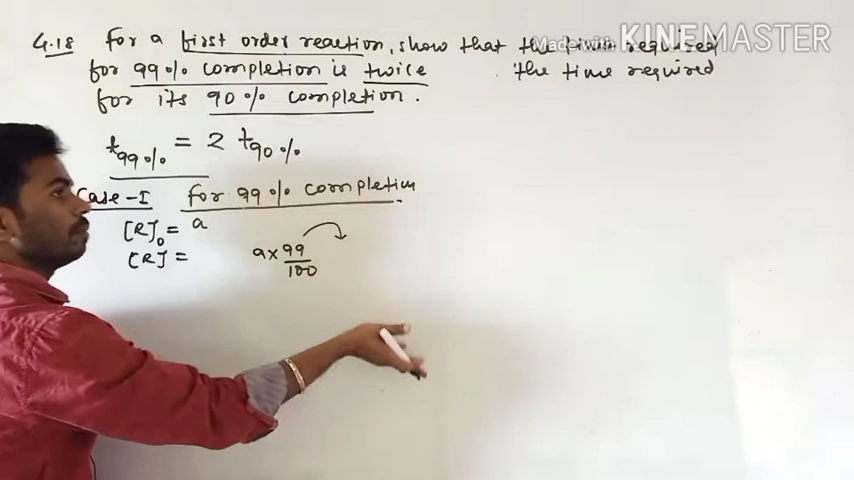 4.18 For a first order reaction, show that the time required
for 99% completion is twice the time required
for its 90% completion.
t99% = 2 t90%
Case-I For 99% completion
[R]0 = a
[R] = a × 99/100
Made with KINEMASTER